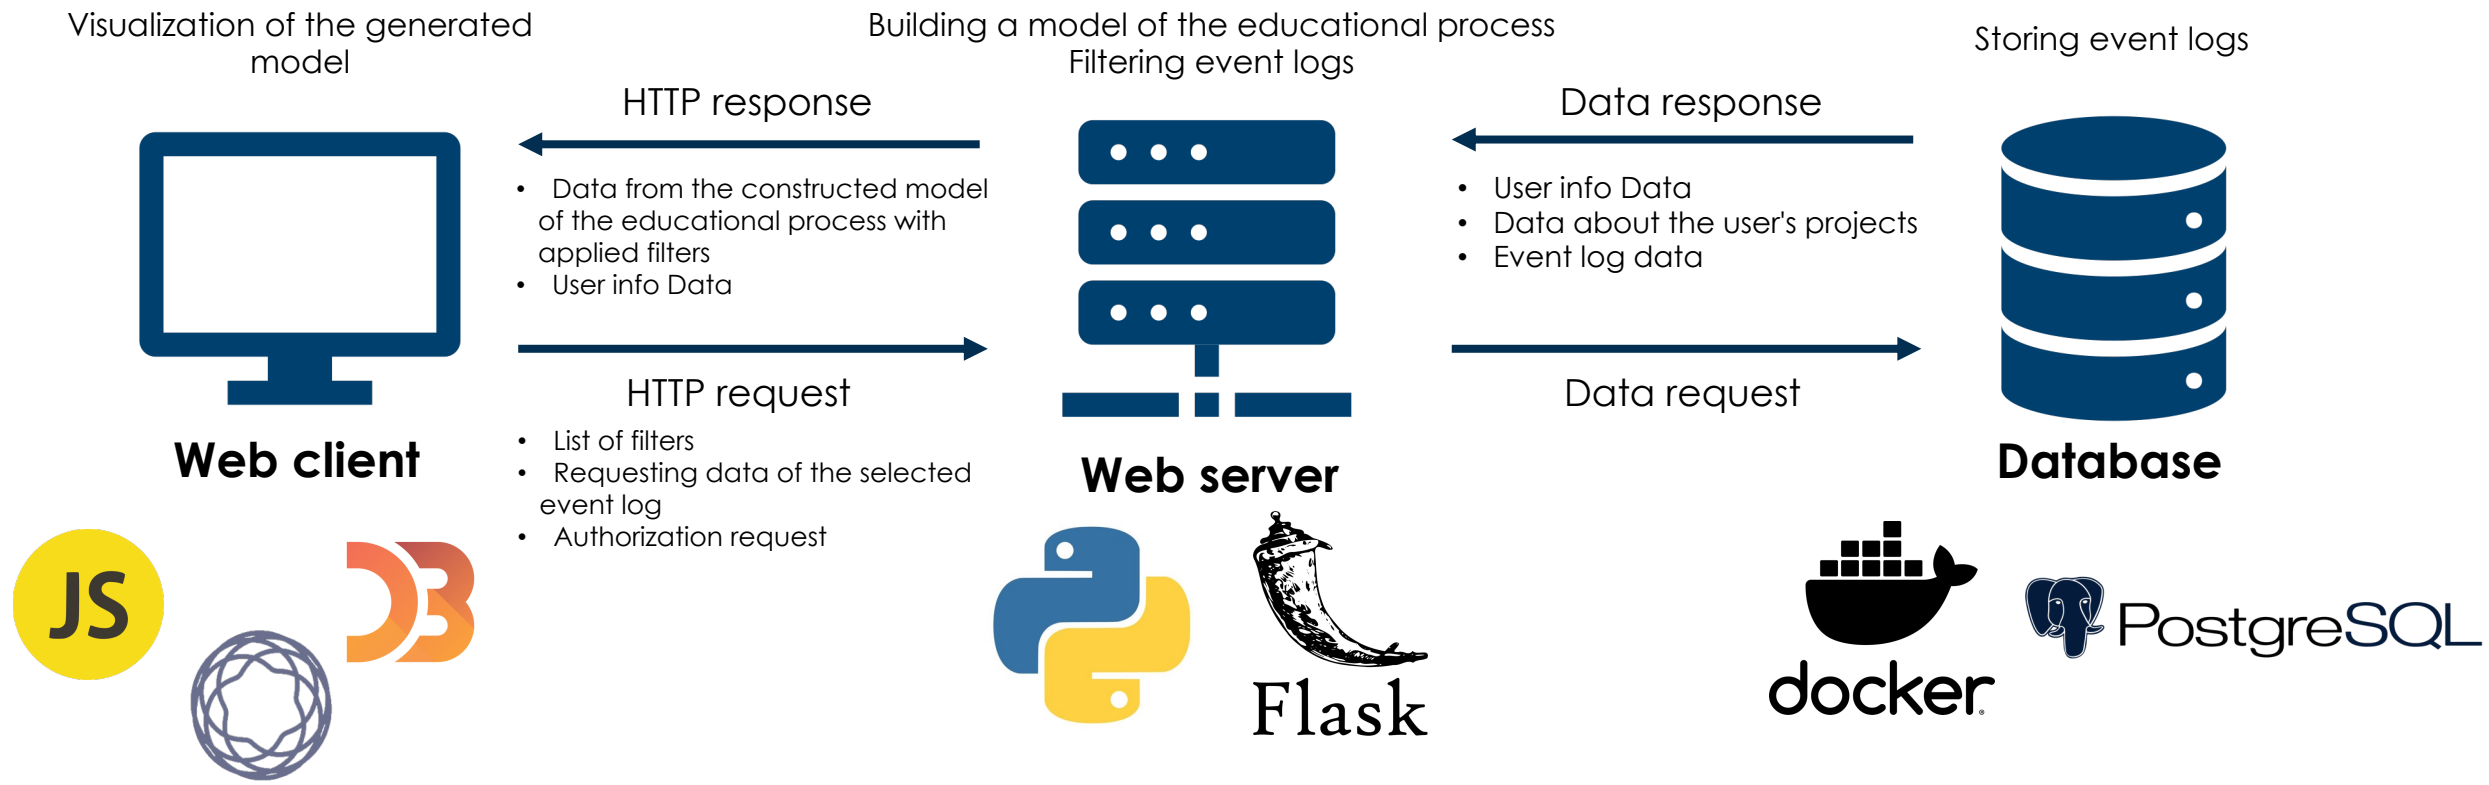 Visualization of the generated
model
Building a model of the educational process
Filtering event logs
Storing event logs
HTTP response
Data response
• Data from the constructed model
of the educational process with
applied filters
• User info Data
• User info Data
• Data about the user's projects
• Event log data
HTTP request
Data request
• List of filters
• Requesting data of the selected
event log
• Authorization request
Web client
Web server
Database
JS
D3
Flask
docker
PostgreSQL